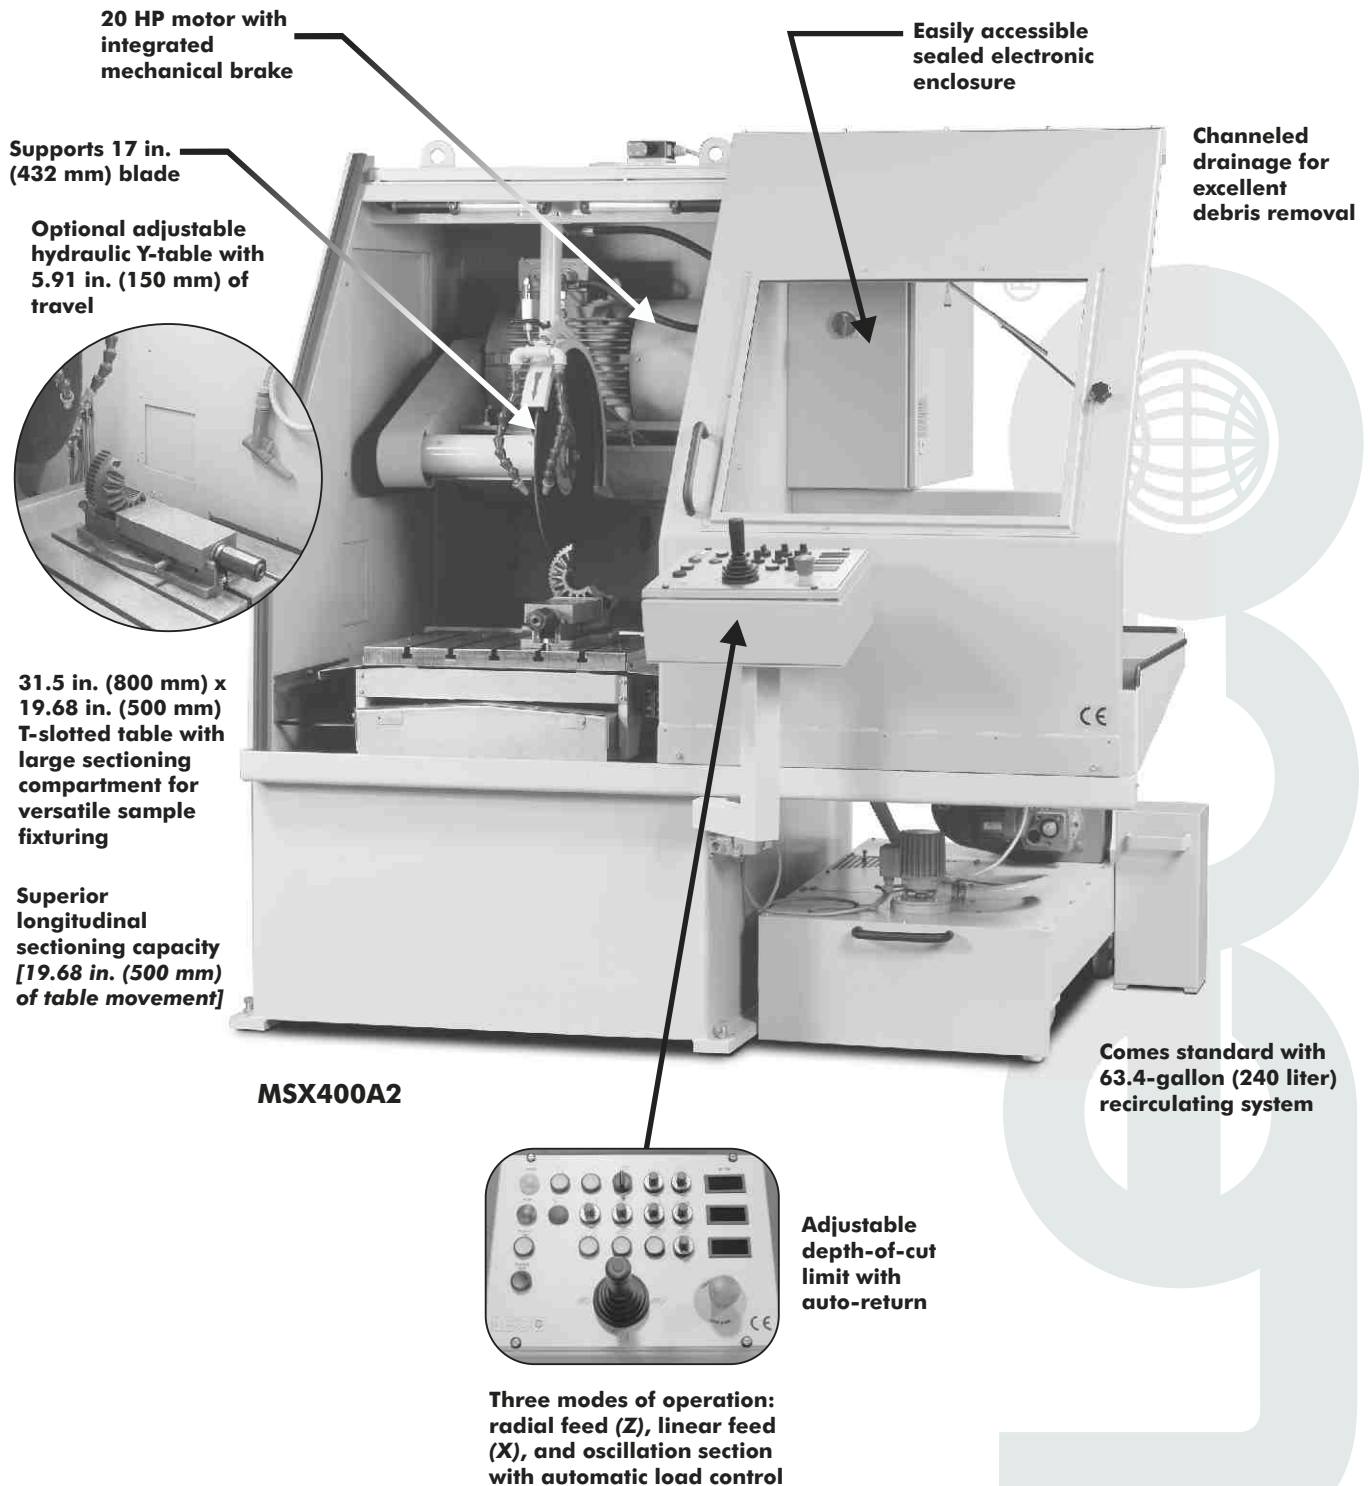 20 HP motor with
integrated
mechanical brake
Easily accessible
sealed electronic
enclosure
Supports 17 in.
(432 mm) blade
Channeled
drainage for
excellent
debris removal
Optional adjustable
hydraulic Y-table with
5.91 in. (150 mm) of
travel
31.5 in. (800 mm) x
19.68 in. (500 mm)
T-slotted table with
large sectioning
compartment for
versatile sample
fixturing
CE
Superior
longitudinal
sectioning capacity
[19.68 in. (500 mm)
of table movement]
Comes standard with
63.4-gallon (240 liter)
recirculating system
MSX400A2
Adjustable
depth-of-cut
limit with
auto-return
CE
Three modes of operation:
radial feed (Z), linear feed
(X), and oscillation section
with automatic load control